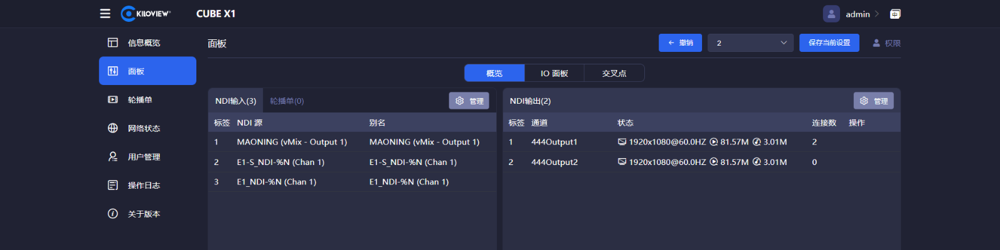 KILOVIEW® CUBE X1 admin 中
信息概览
面板
轮播单
网络状态
用户管理
操作日志
关于版本
面板 ← 撤销 2 保存当前设置 权限
概览 IO 面板 交叉点
NDI输入(3) 轮播单(0) 管理
标签 NDI 源 别名
1 MAONING (vMix - Output 1) MAONING (vMix - Output 1)
2 E1-S_NDI-%N (Chan 1) E1-S_NDI-%N (Chan 1)
3 E1_NDI-%N (Chan 1) E1_NDI-%N (Chan 1)
NDI输出(2) 管理
标签 通道 状态 连接数 操作
1 444Output1 1920x1080@60.0HZ 81.57M 3.01M 2
2 444Output2 1920x1080@60.0HZ 81.57M 3.01M 0